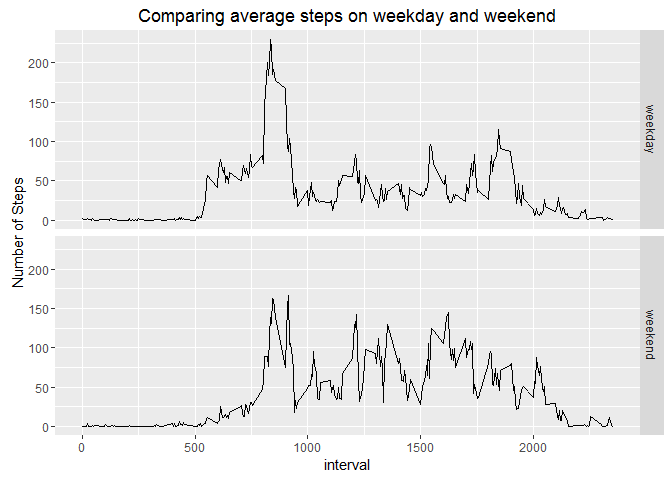 Comparing average steps on weekday and weekend
Number of Steps
200
150
100
50
0
weekday
200
150
100
50
0
weekend
0 500 1000 1500 2000
interval